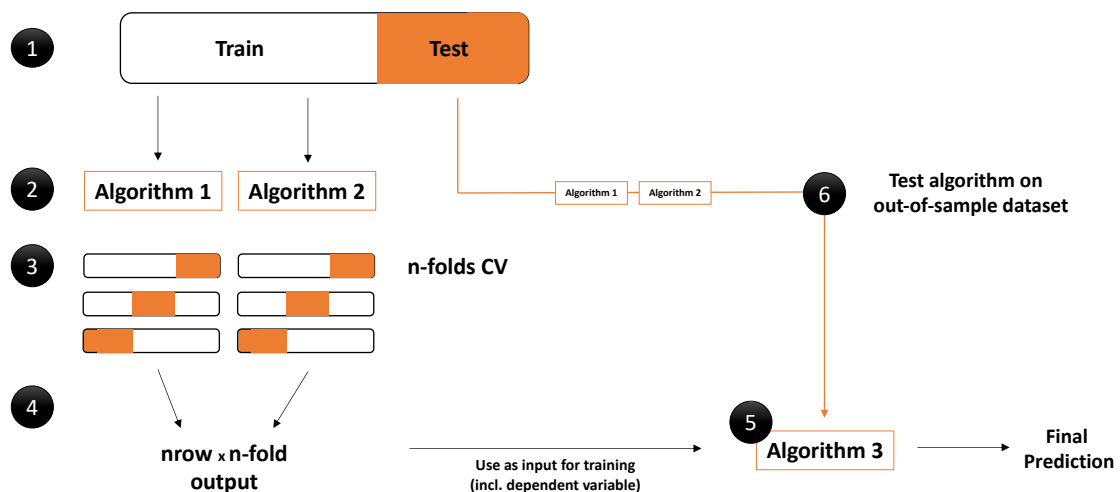 1
Train
Test
2
Algorithm 1
Algorithm 2
Algorithm 1
Algorithm 2
6
Test algorithm on
out-of-sample dataset
3
n-folds CV
4
nrow x n-fold
output
Use as input for training
(incl. dependent variable)
5
Algorithm 3
Final
Prediction